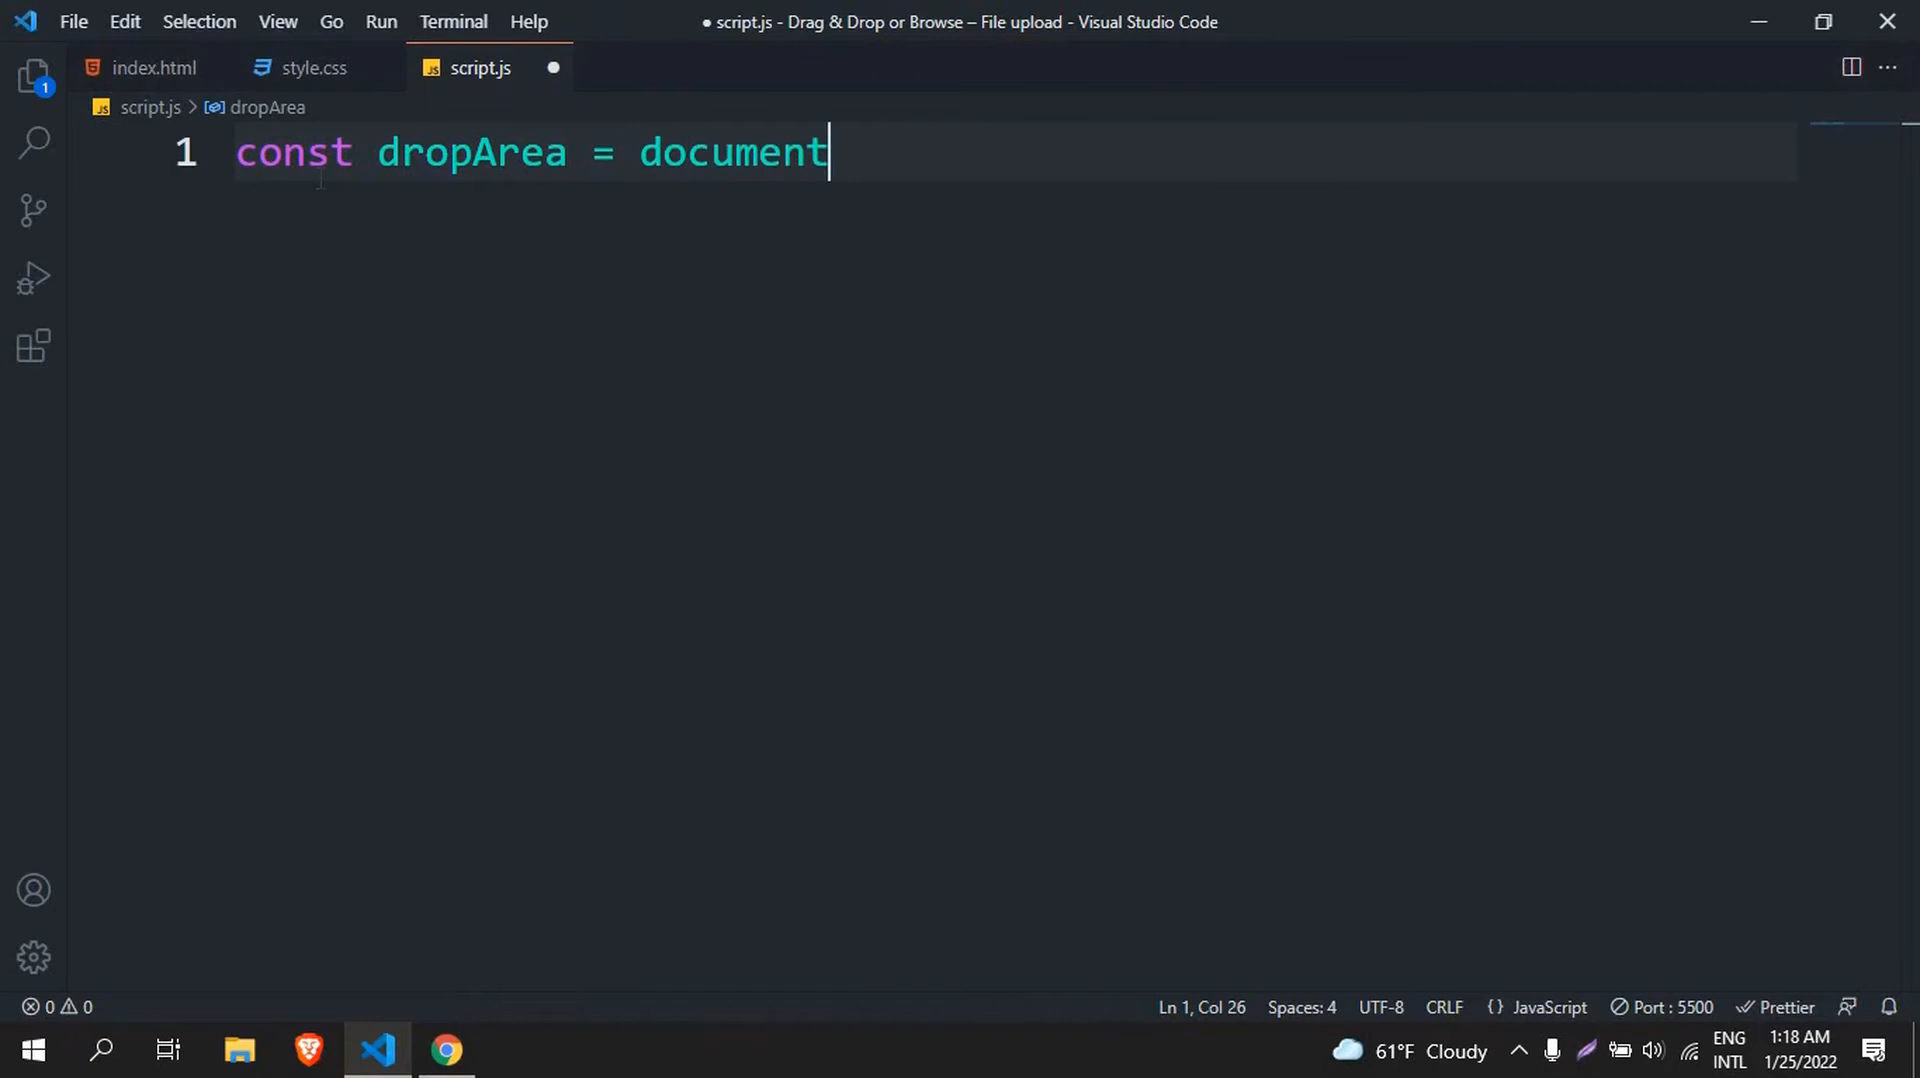 File Edit Selection View Go Run Terminal Help
● script.js - Drag & Drop or Browse – File upload - Visual Studio Code
index.html style.css JS script.js
JS script.js > dropArea
1 const dropArea = document
1
0 0
Ln 1, Col 26 Spaces: 4 UTF-8 CRLF {} JavaScript Port : 5500 Prettier
61°F Cloudy
ENG
INTL
1:18 AM
1/25/2022